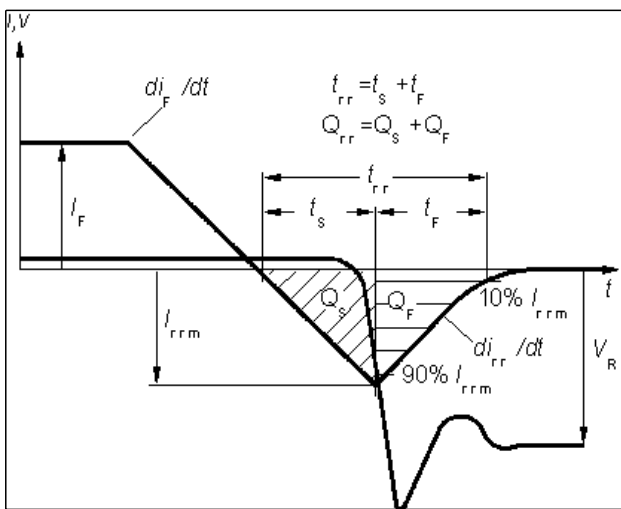 I,V
di_F /dt
t_rr = t_S + t_F
Q_rr = Q_S + Q_F
t_rr
t_S t_F
I_F
Q_S Q_F
10% I_rrm
t
I_rrm
di_rr /dt
V_R
90% I_rrm